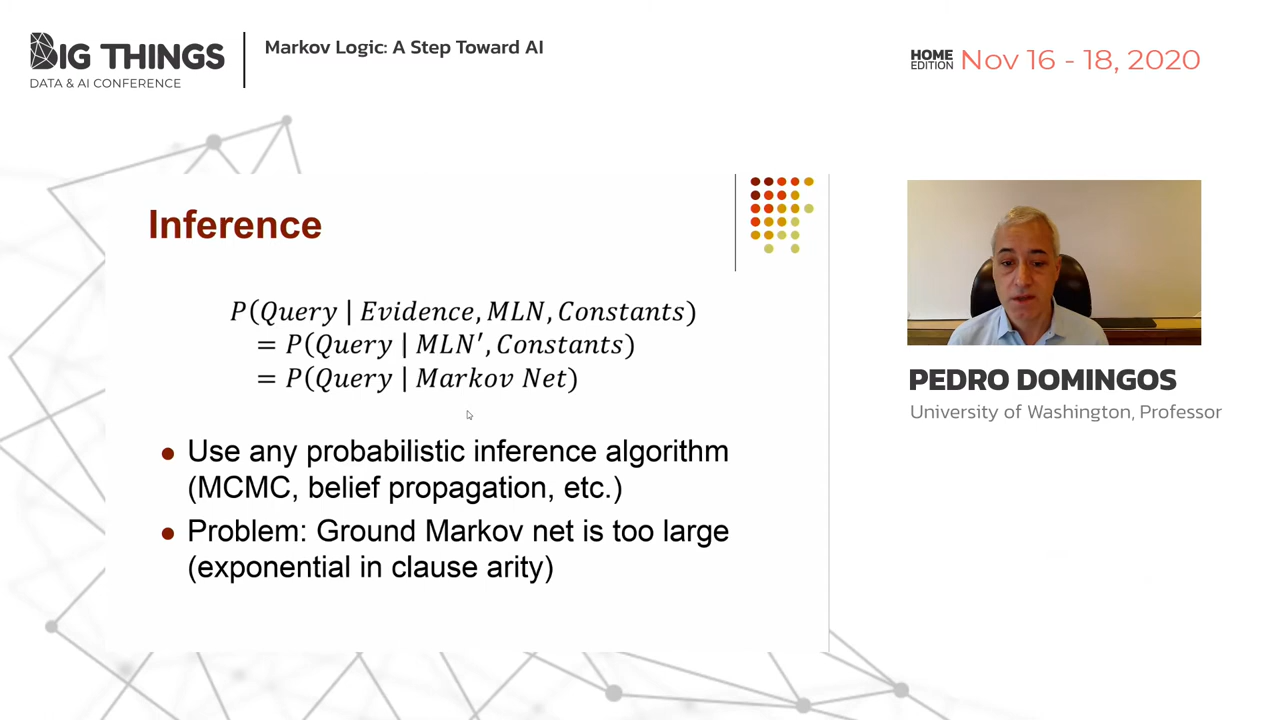 BIG THINGS
DATA & AI CONFERENCE
Markov Logic: A Step Toward AI
HOME
EDITION
Nov 16 - 18, 2020
Inference
P(Query | Evidence, MLN, Constants)
= P(Query | MLN′, Constants)
= P(Query | Markov Net)
● Use any probabilistic inference algorithm
(MCMC, belief propagation, etc.)
● Problem: Ground Markov net is too large
(exponential in clause arity)
PEDRO DOMINGOS
University of Washington, Professor